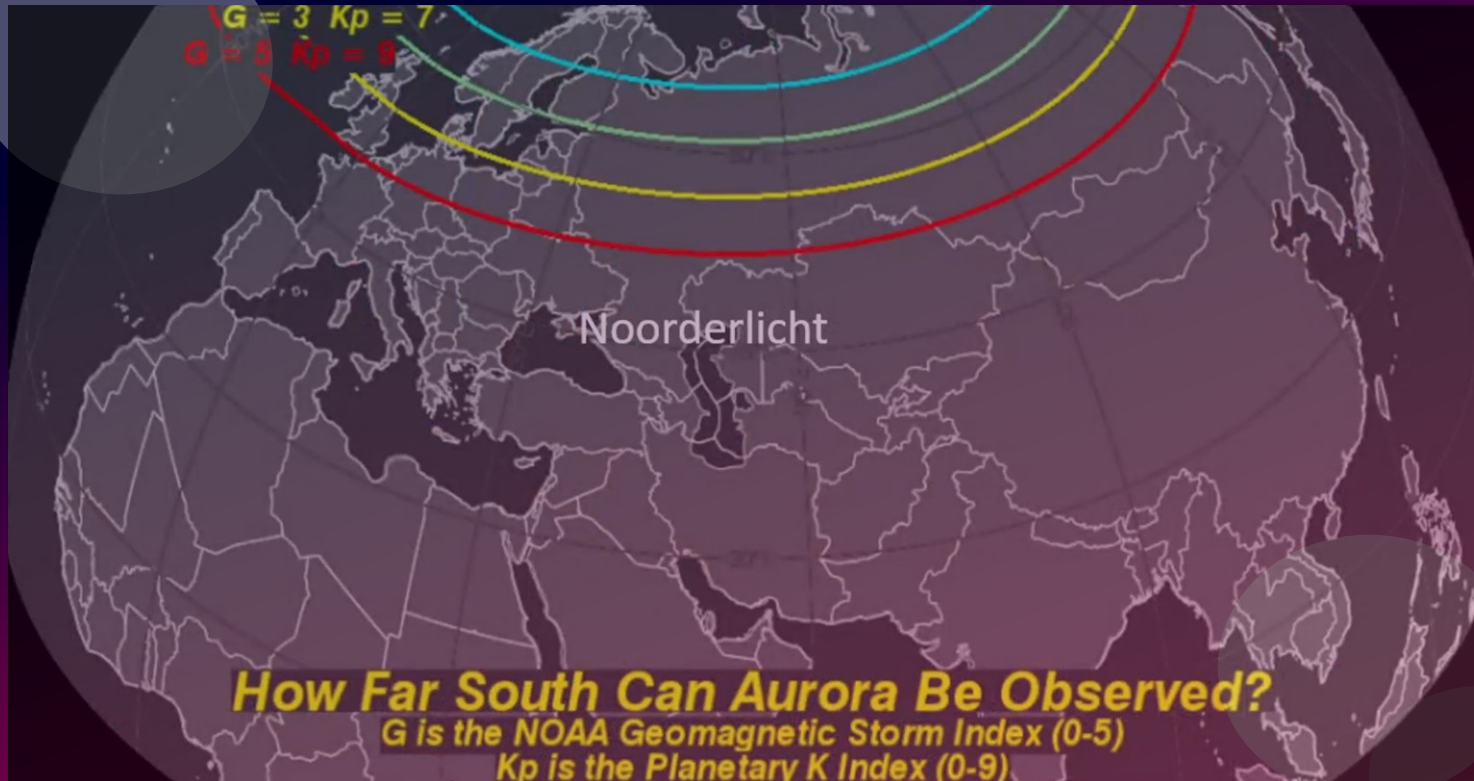 G = 3 Kp = 7
G = 5 Kp = 9
Noorderlicht
How Far South Can Aurora Be Observed?
G is the NOAA Geomagnetic Storm Index (0-5)
Kp is the Planetary K Index (0-9)